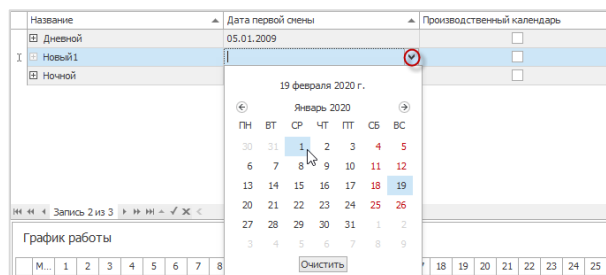 Название Дата первой смены Производственный календарь
Дневной 05.01.2009
Новый1
Ночной
19 февраля 2020 г.
Январь 2020
ПН ВТ СР ЧТ ПТ СБ ВС
30 31 1 2 3 4 5
6 7 8 9 10 11 12
13 14 15 16 17 18 19
20 21 22 23 24 25 26
27 28 29 30 31 1 2
3 4 5 6 7 8 9
Запись 2 из 3
Очистить
График работы
М... 1 2 3 4 5 6 7 8 18 19 20 21 22 23 24 25